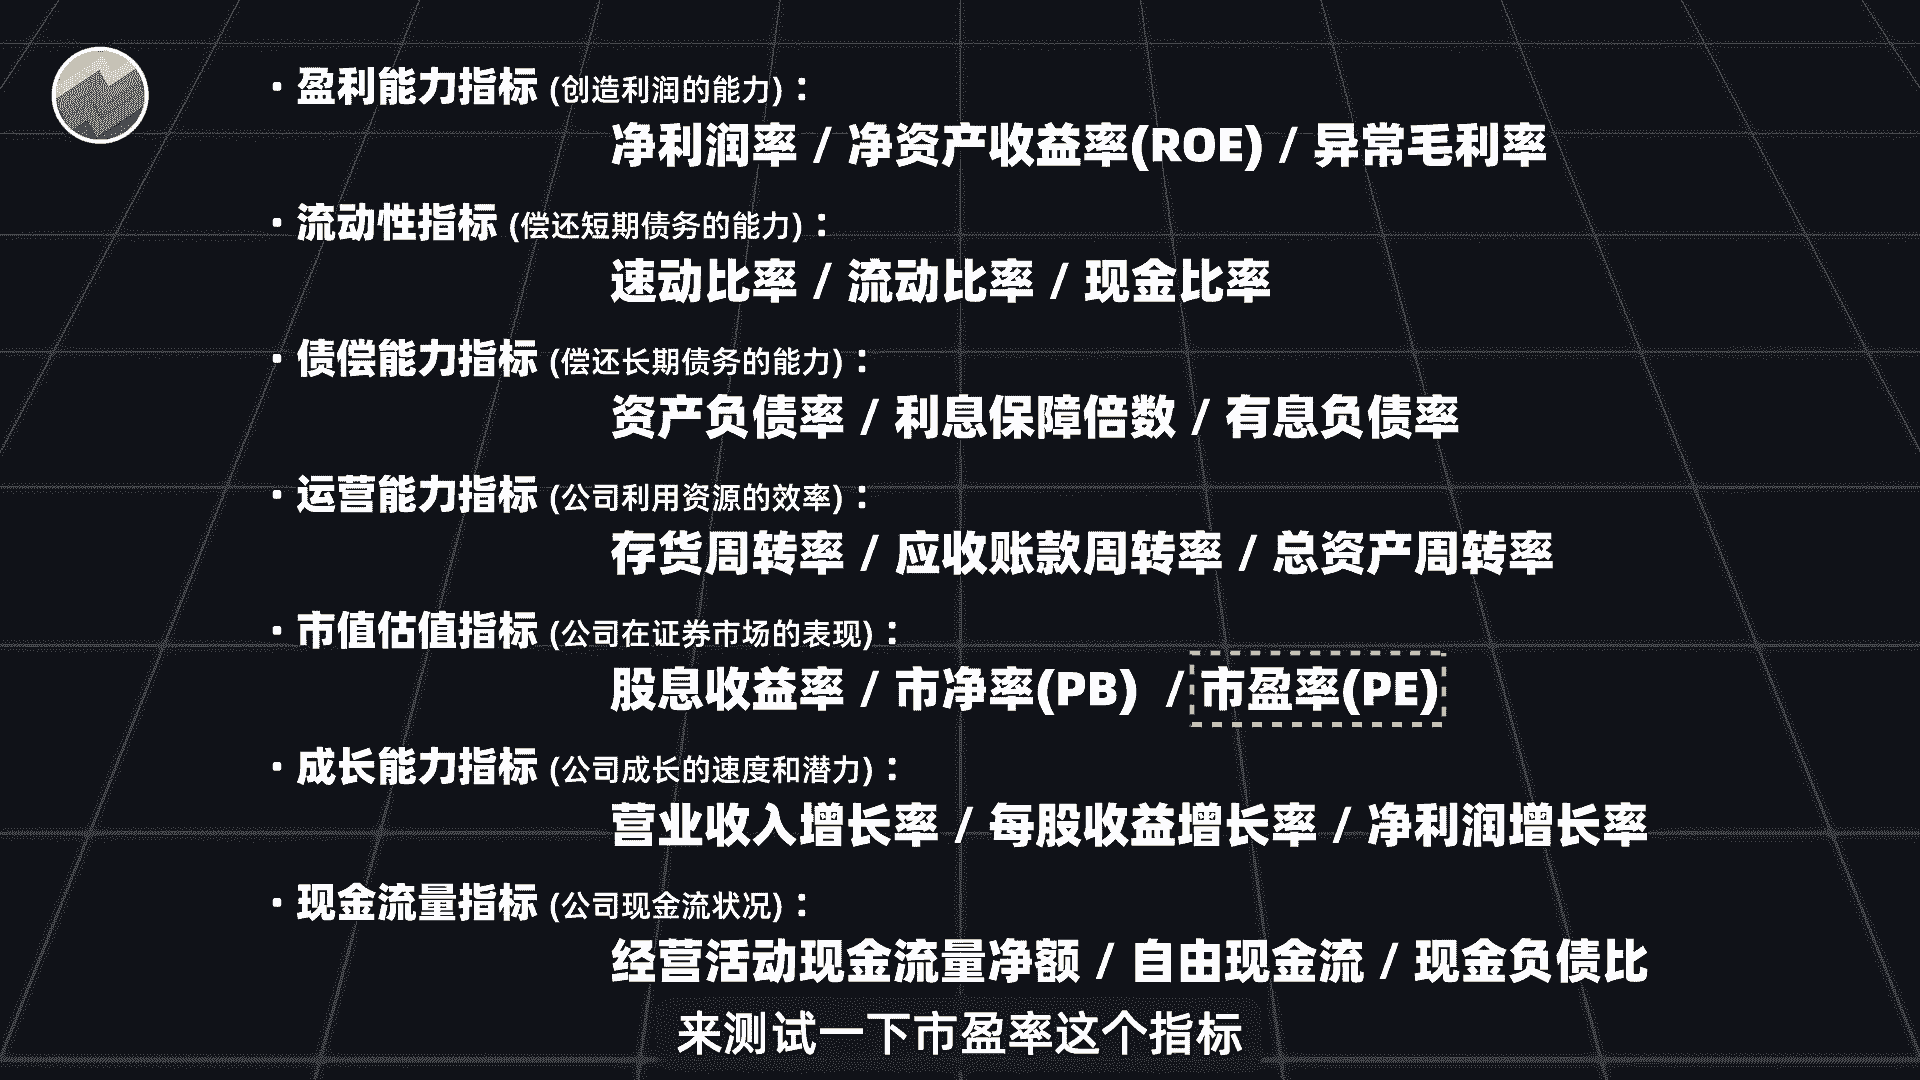 · 盈利能力指标 (创造利润的能力)：
净利润率 / 净资产收益率(ROE) / 异常毛利率
· 流动性指标 (偿还短期债务的能力)：
速动比率 / 流动比率 / 现金比率
· 债偿能力指标 (偿还长期债务的能力)：
资产负债率 / 利息保障倍数 / 有息负债率
· 运营能力指标 (公司利用资源的效率)：
存货周转率 / 应收账款周转率 / 总资产周转率
· 市值估值指标 (公司在证券市场的表现)：
股息收益率 / 市净率(PB) / 市盈率(PE)
· 成长能力指标 (公司成长的速度和潜力)：
营业收入增长率 / 每股收益增长率 / 净利润增长率
· 现金流量指标 (公司现金流状况)：
经营活动现金流量净额 / 自由现金流 / 现金负债比
来测试一下市盈率这个指标